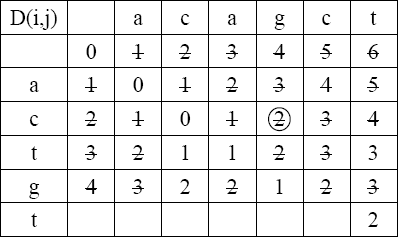 D(i,j) a c a g c t
0 1 2 3 4 5 6
a 1 0 1 2 3 4 5
c 2 1 0 1 2 3 4
t 3 2 1 1 2 3 3
g 4 3 2 2 1 2 3
t 2